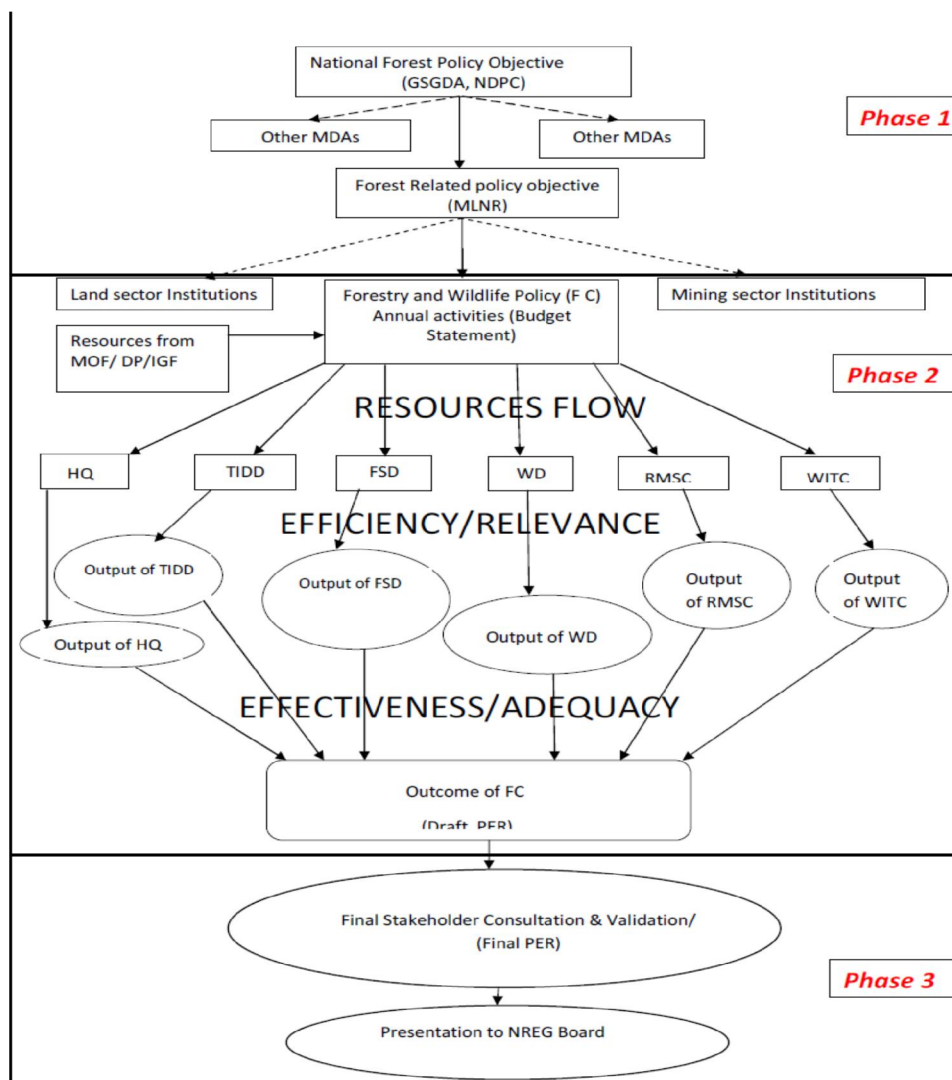 National Forest Policy Objective
(GSGDA, NDPC)
Phase 1
Other MDAs
Other MDAs
Forest Related policy objective
(MLNR)
Land sector Institutions
Forestry and Wildlife Policy (F C)
Annual activities (Budget
Statement)
Mining sector Institutions
Resources from
MOF/ DP/IGF
Phase 2
RESOURCES FLOW
HQ
TIDD
FSD
WD
RMSC
WITC
EFFICIENCY/RELEVANCE
Output of TIDD
Output of FSD
Output
of RMSC
Output
of WITC
Output of HQ
Output of WD
EFFECTIVENESS/ADEQUACY
Outcome of FC
(Draft PER)
Final Stakeholder Consultation & Validation/
(Final PER)
Phase 3
Presentation to NREG Board